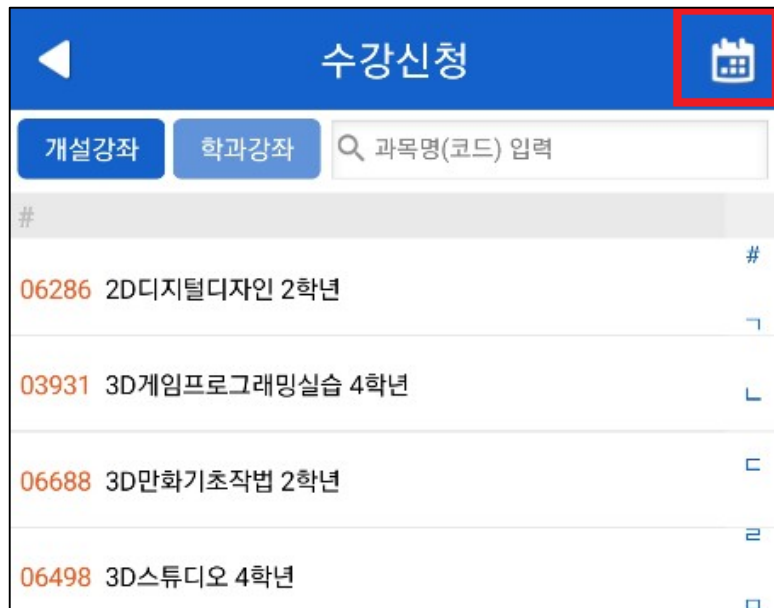 수강신청
개설강좌 학과강좌 과목명(코드) 입력
#
#
06286 2D디지털디자인 2학년
ㄱ
03931 3D게임프로그래밍실습 4학년
ㄴ
06688 3D만화기초작법 2학년
ㄷ
ㄹ
06498 3D스튜디오 4학년